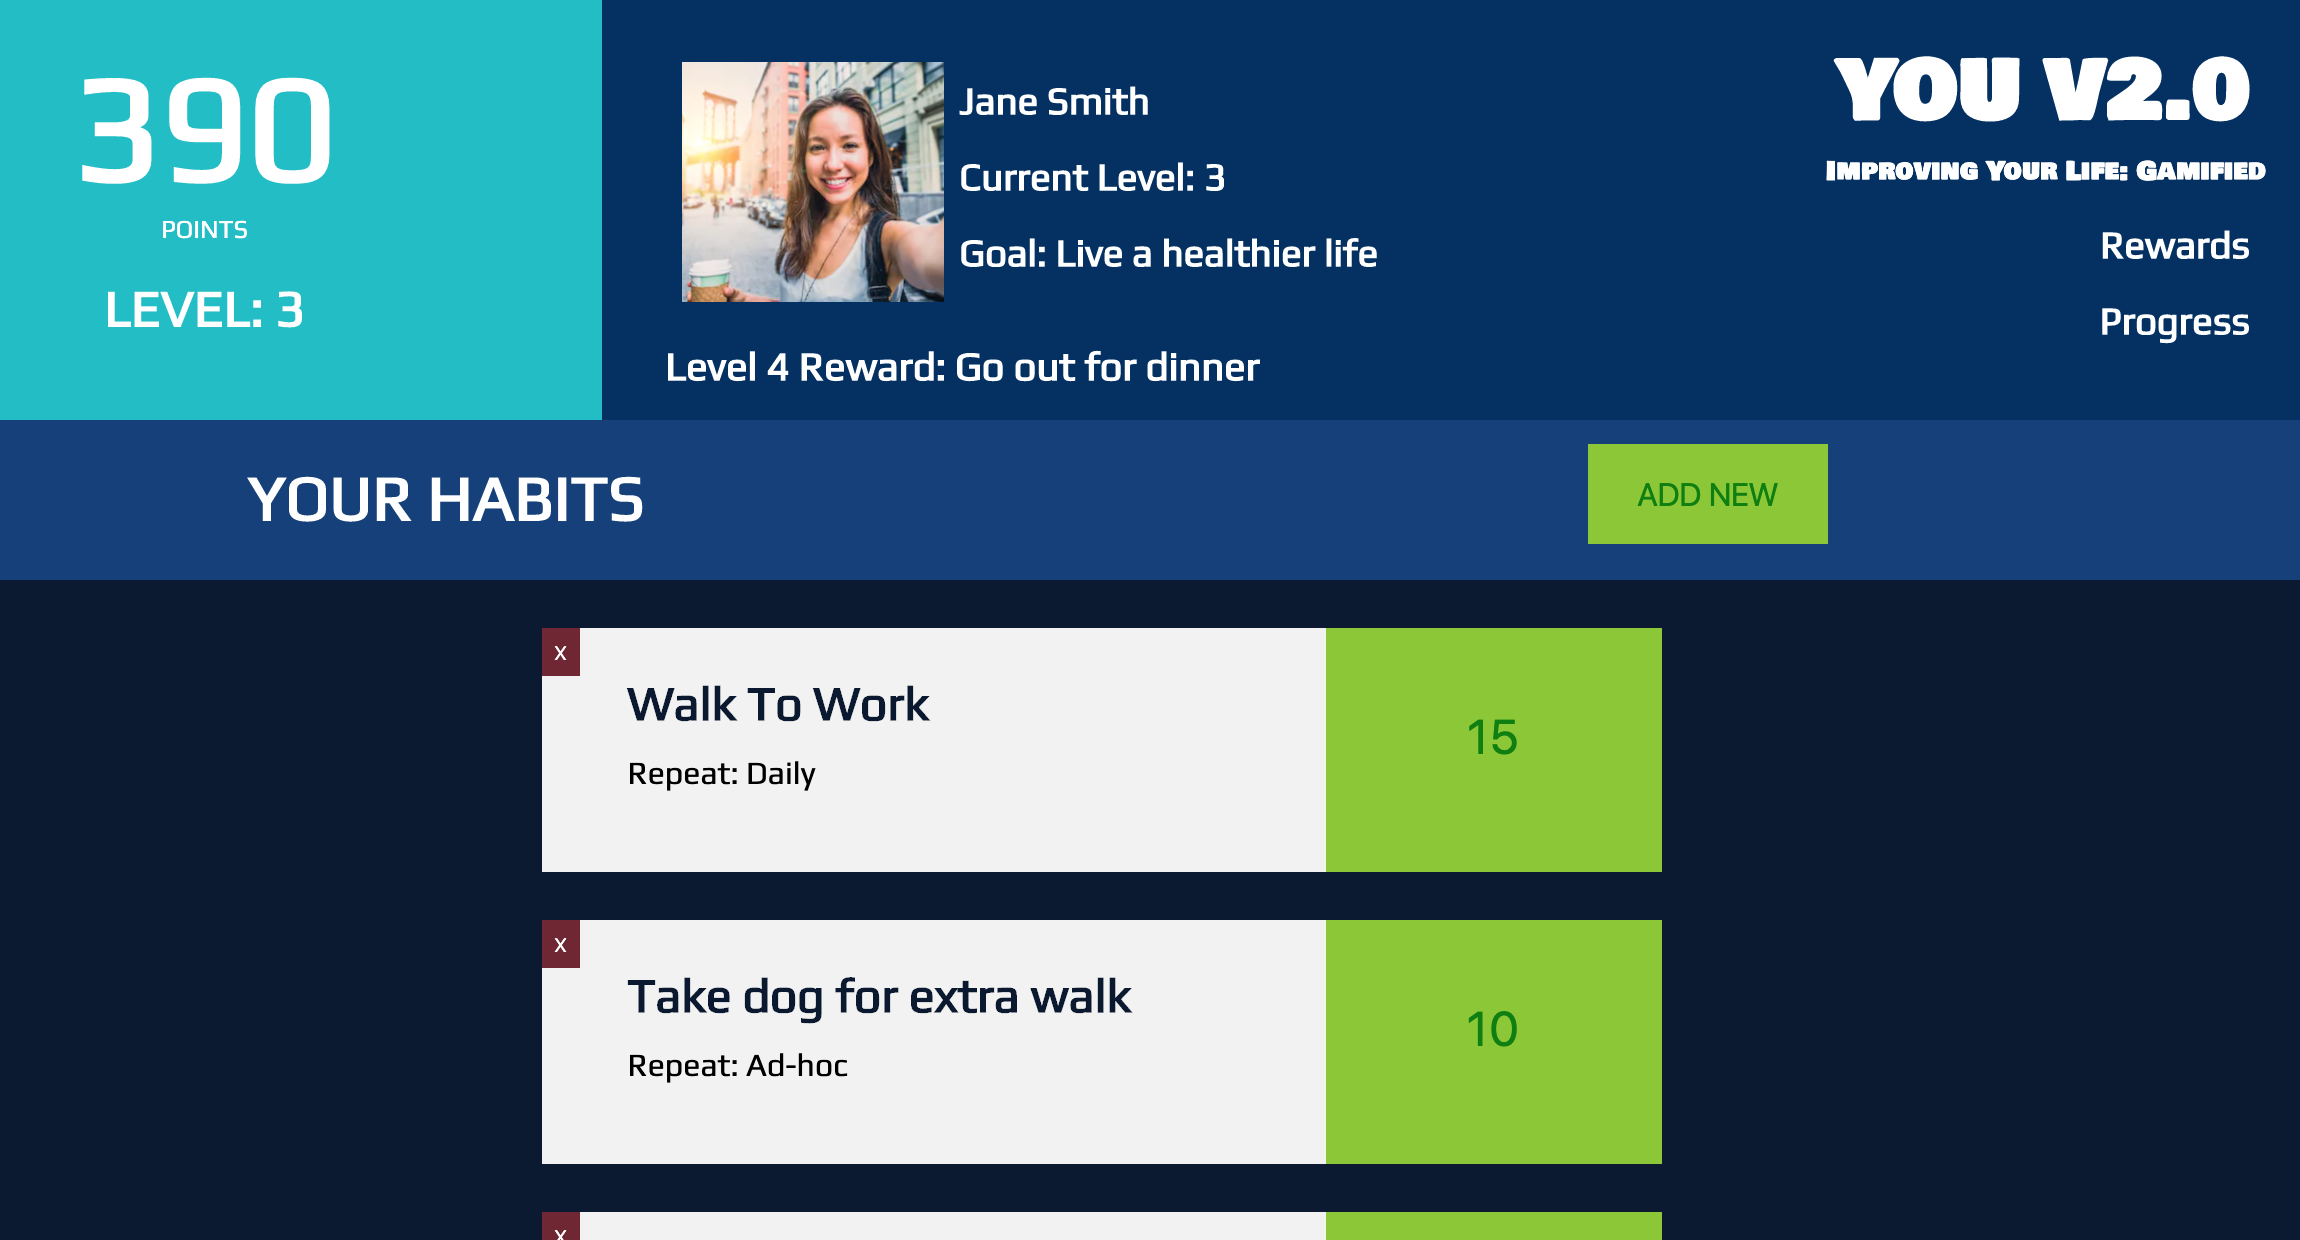 390
POINTS
LEVEL: 3
Jane Smith
Current Level: 3
Goal: Live a healthier life
Level 4 Reward: Go out for dinner
YOU V2.0
Improving Your Life: Gamified
Rewards
Progress
YOUR HABITS
ADD NEW
x
Walk To Work
Repeat: Daily
15
x
Take dog for extra walk
Repeat: Ad-hoc
10
x